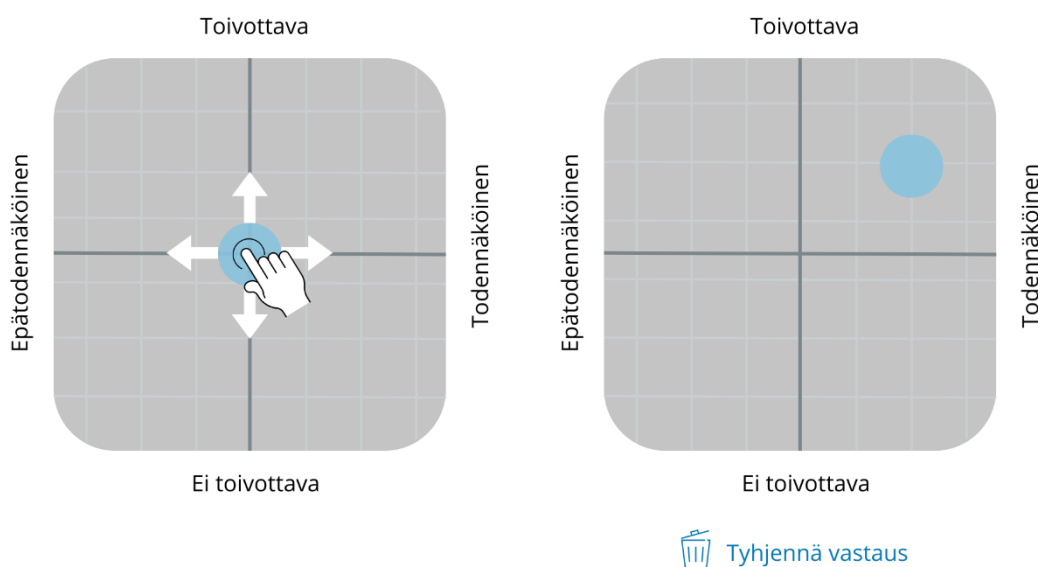 Toivottava
Epätodennäköinen
Todennäköinen
Ei toivottava
Toivottava
Epätodennäköinen
Todennäköinen
Ei toivottava
Tyhjennä vastaus